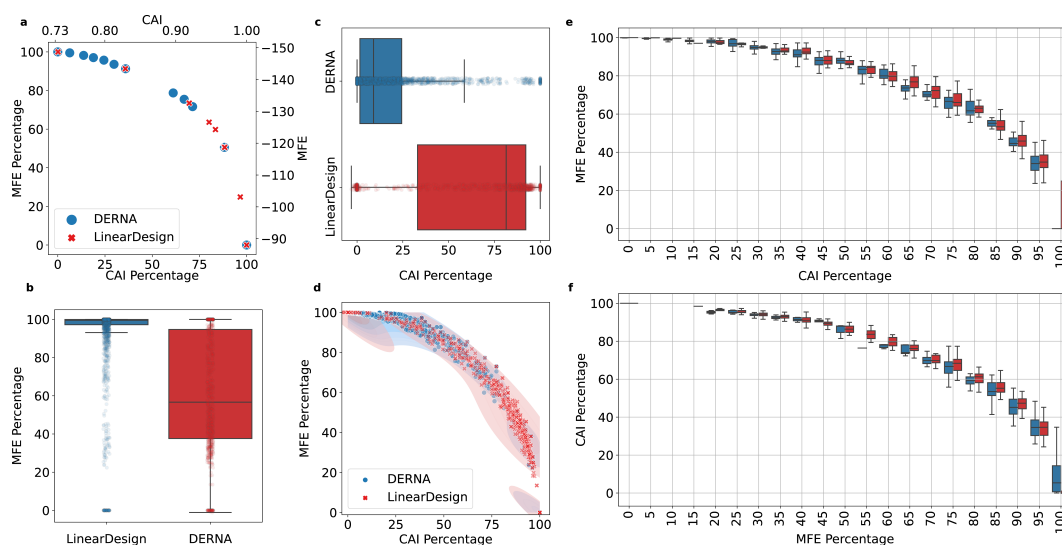 a
CAI
0.73 0.83 0.92 1.00
MFE Percentage
100
80
60
40
20
0
−150
−140
−130
−120
−110
−100
−90
MFE
DERNA
LinearDesign
0 25 50 75 100
CAI Percentage
b
MFE Percentage
100
80
60
40
20
0
LinearDesign DERNA
c
DERNA
LinearDesign
0 25 50 75 100
CAI Percentage
d
MFE Percentage
100
80
60
40
20
0
DERNA
LinearDesign
0 25 50 75 100
CAI Percentage
e
MFE Percentage
100
80
60
40
20
0
0 5 10 15 20 25 30 35 40 45 50 55 60 65 70 75 80 85 90 95 100
CAI Percentage
f
CAI Percentage
100
80
60
40
20
0
0 5 10 15 20 25 30 35 40 45 50 55 60 65 70 75 80 85 90 95 100
MFE Percentage